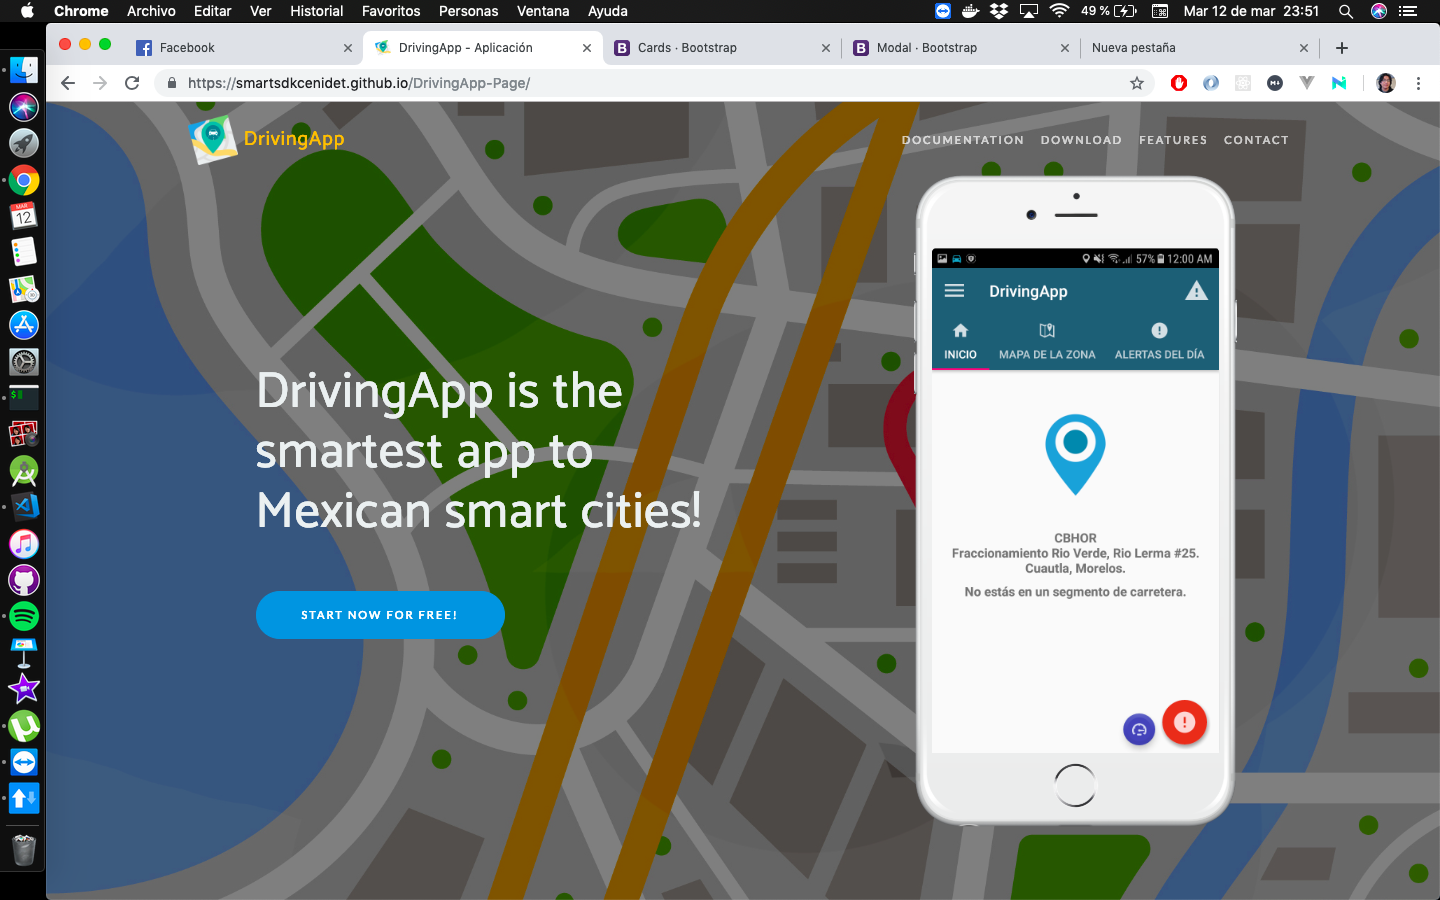 Chrome Archivo Editar Ver Historial Favoritos Personas Ventana Ayuda 49 % Mar 12 de mar 23:51
Facebook DrivingApp - Aplicación Cards · Bootstrap Modal · Bootstrap Nueva pestaña
https://smartsdkcenidet.github.io/DrivingApp-Page/
DrivingApp
DOCUMENTATION DOWNLOAD FEATURES CONTACT
MAR
12
57% 12:00 AM
DrivingApp
INICIO MAPA DE LA ZONA ALERTAS DEL DÍA
DrivingApp is the
smartest app to
Mexican smart cities!
START NOW FOR FREE!
CBHOR
Fraccionamiento Rio Verde, Rio Lerma #25.
Cuautla, Morelos.
No estás en un segmento de carretera.